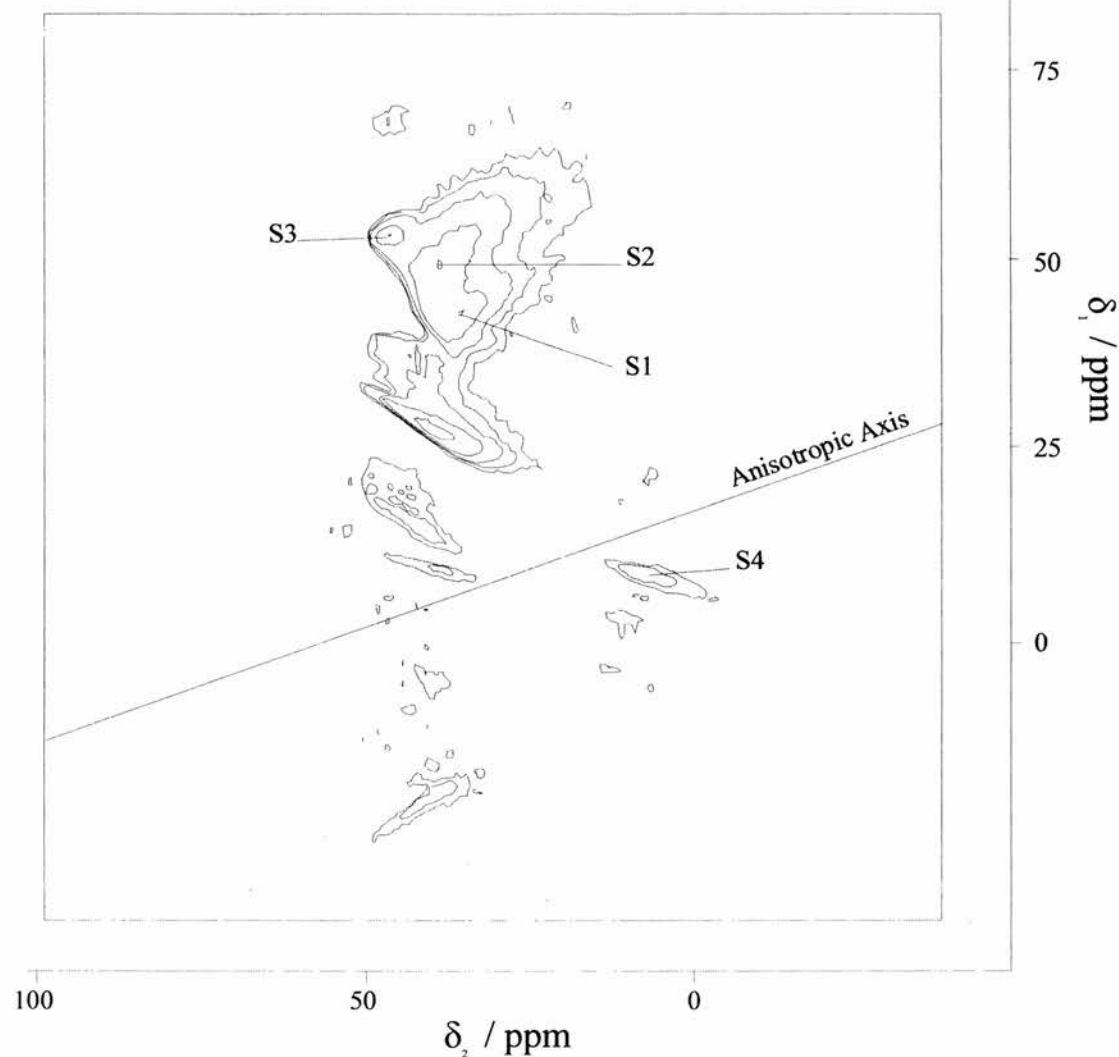 75
S3
S2
50
S1
δ₁ / ppm
Anisotropic Axis
25
S4
0
100
50
0
δ₂ / ppm